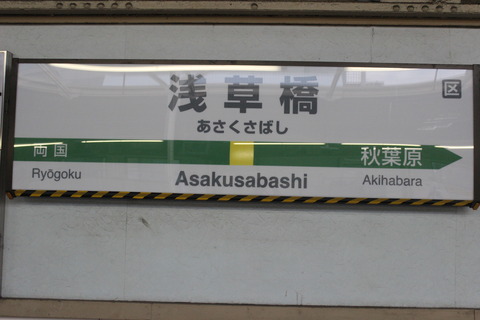 浅草橋
区
あさくさばし
両国
秋葉原
Ryōgoku
Asakusabashi
Akihabara